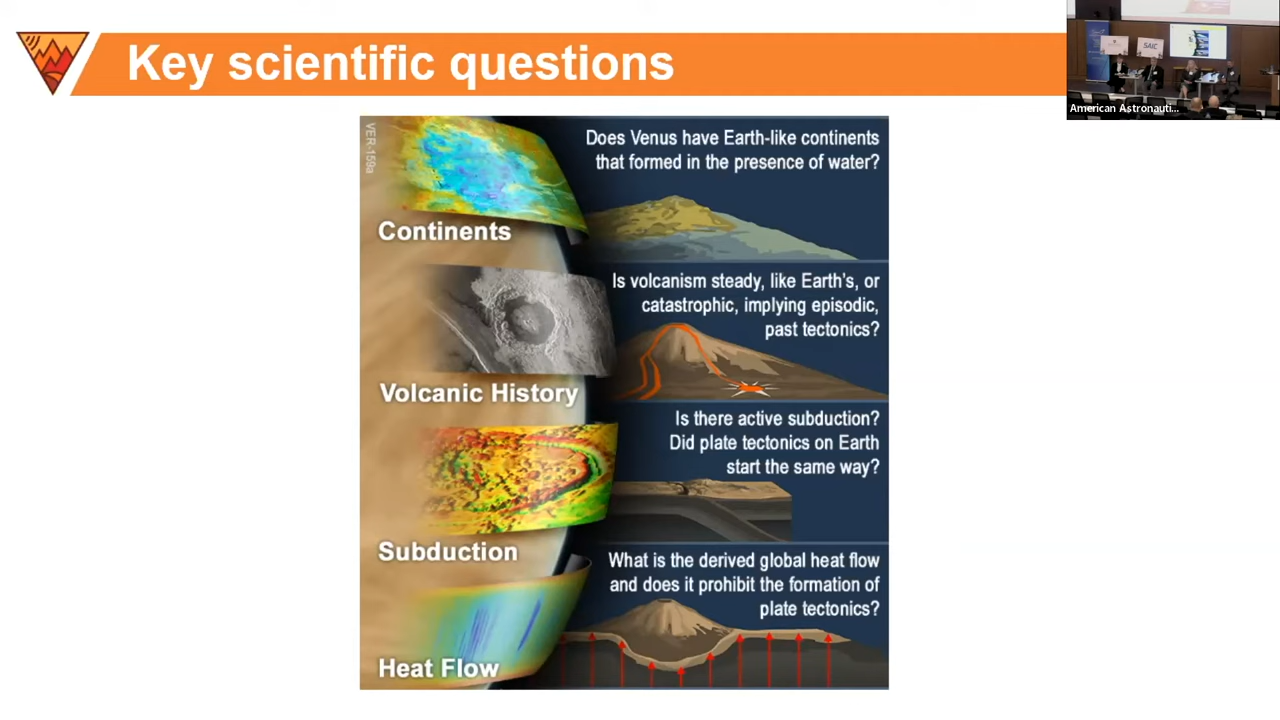 Key scientific questions
SAIC
American Astronauti...
VER-159a
Does Venus have Earth-like continents
that formed in the presence of water?
Continents
Is volcanism steady, like Earth's, or
catastrophic, implying episodic,
past tectonics?
Volcanic History
Is there active subduction?
Did plate tectonics on Earth
start the same way?
Subduction
What is the derived global heat flow
and does it prohibit the formation of
plate tectonics?
Heat Flow